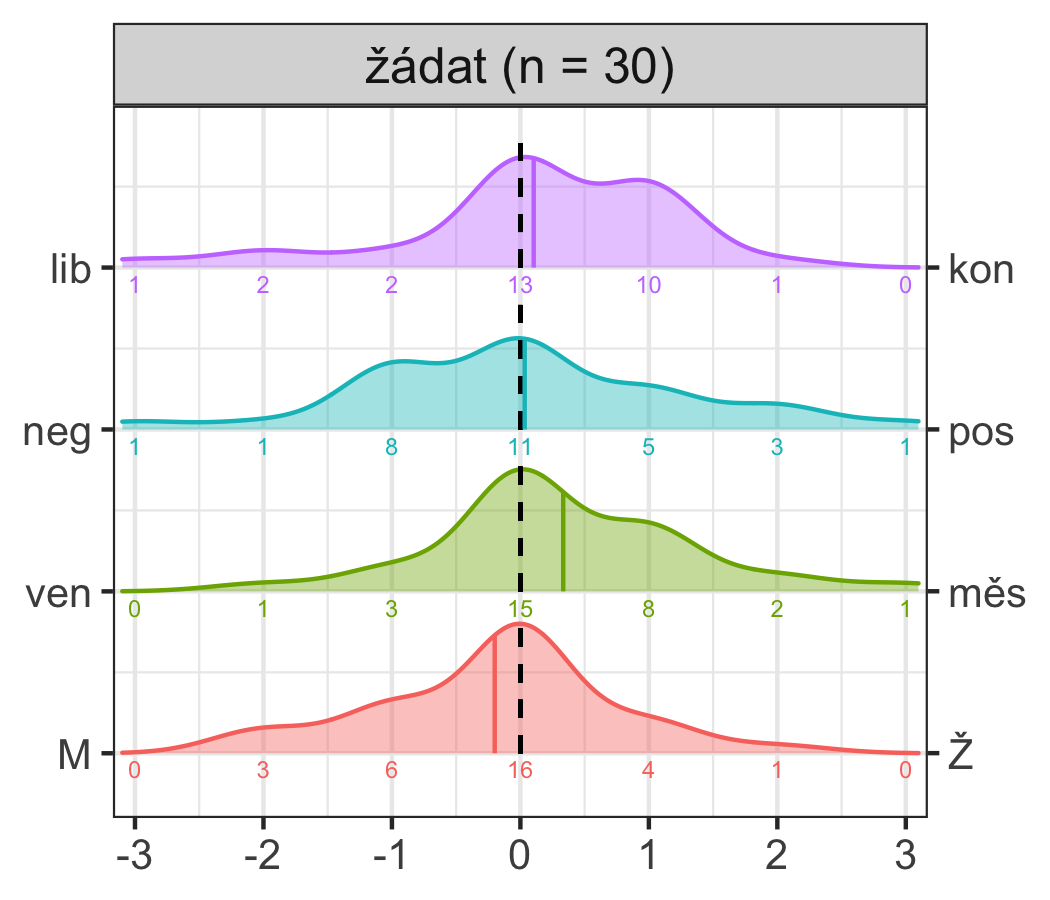 žádat (n = 30)
lib kon
1 2 2 13 10 1 0
neg pos
1 1 8 11 5 3 1
ven měs
0 1 3 15 8 2 1
M Ž
0 3 6 16 4 1 0
-3 -2 -1 0 1 2 3